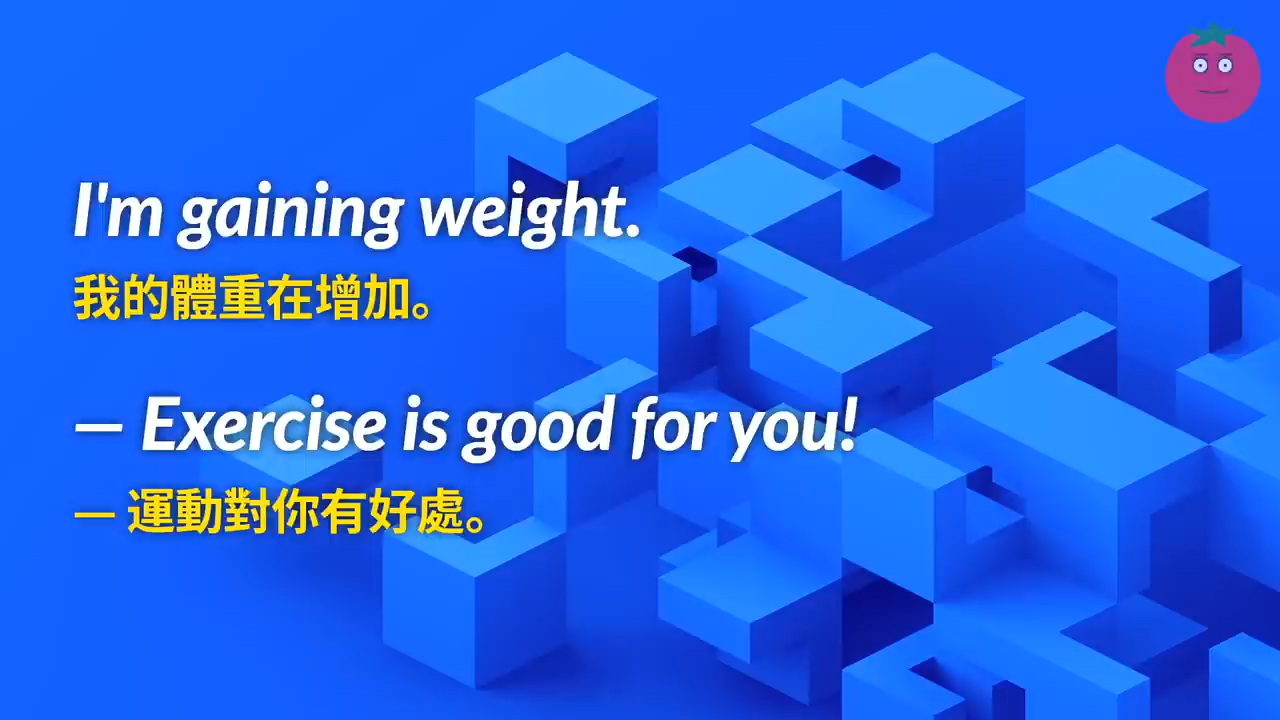 I'm gaining weight.
我的體重在增加。
— Exercise is good for you!
— 運動對你有好處。